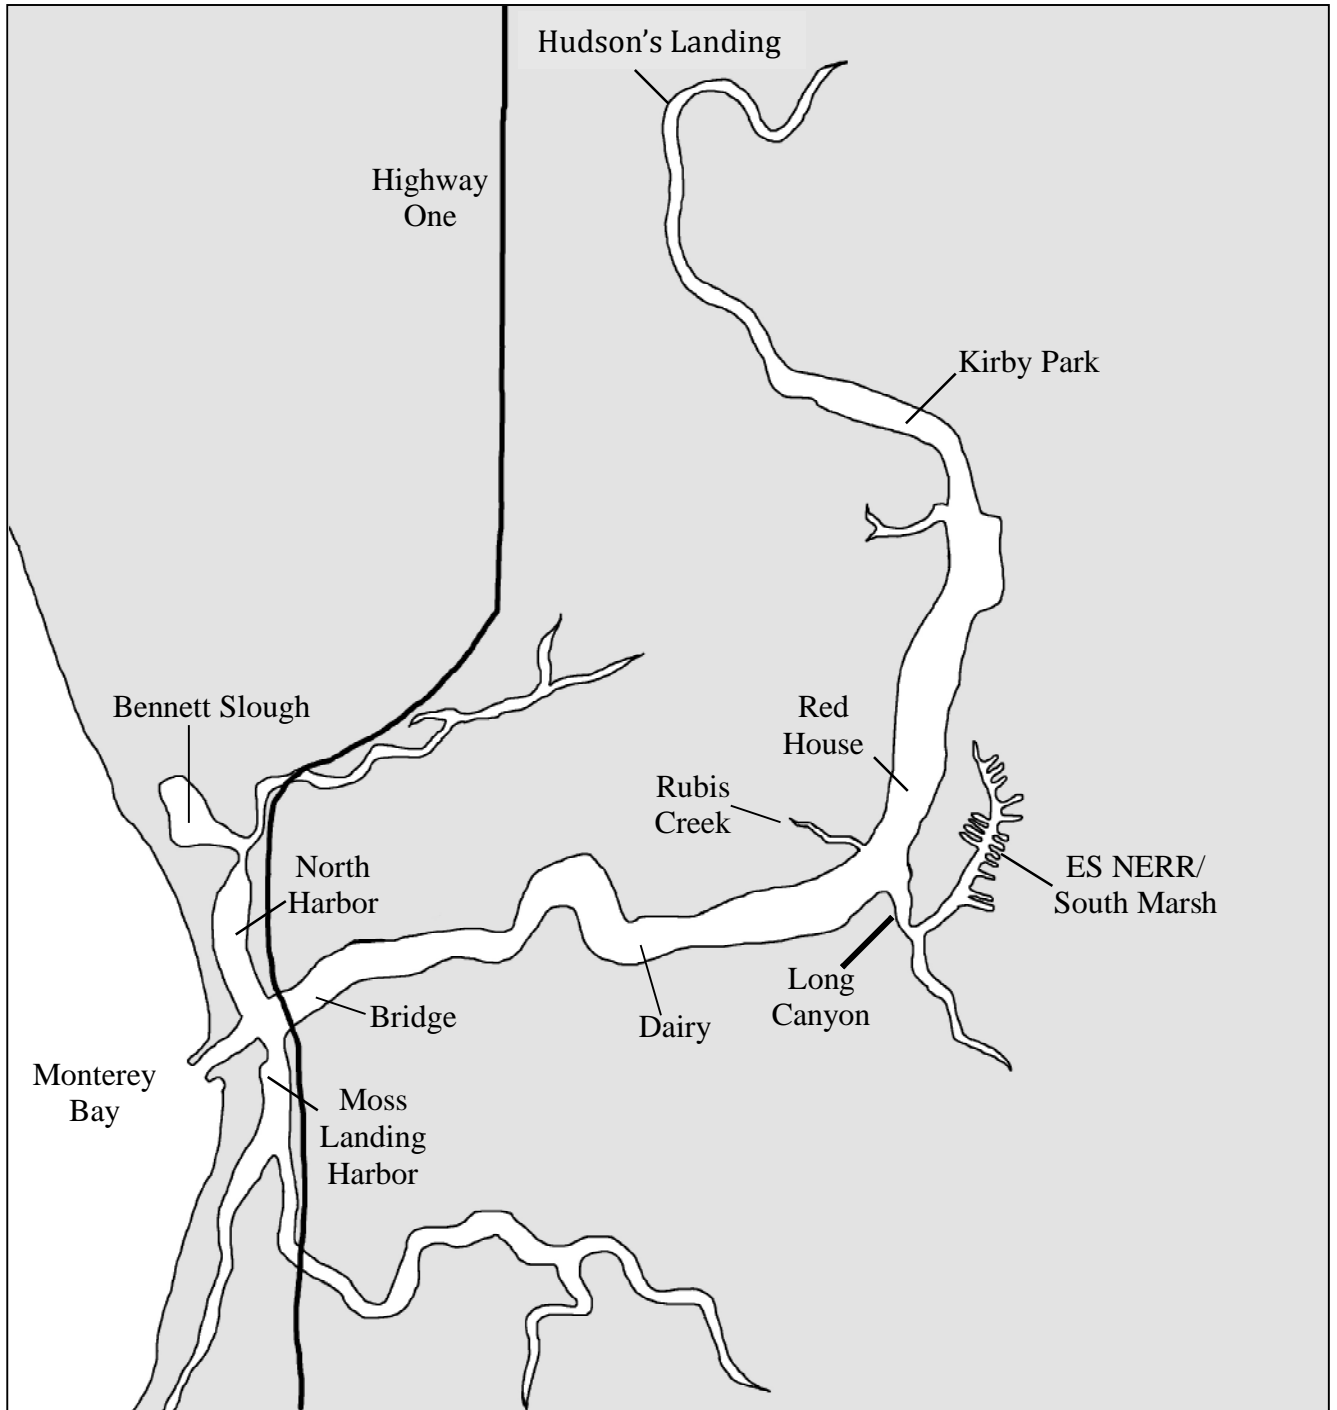 Hudson’s Landing
Highway
One
Kirby Park
Bennett Slough
Red
House
Rubis
Creek
North
Harbor
ES NERR/
South Marsh
Long
Canyon
Bridge
Dairy
Monterey
Bay
Moss
Landing
Harbor